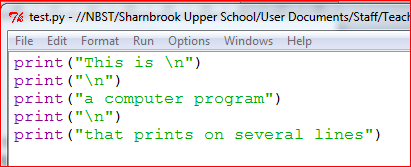 test.py - //NBST/Sharnbrook Upper School/User Documents/Staff/Teach
File Edit Format Run Options Windows Help
print("This is \n")
print("\n")
print("a computer program")
print("\n")
print("that prints on several lines")